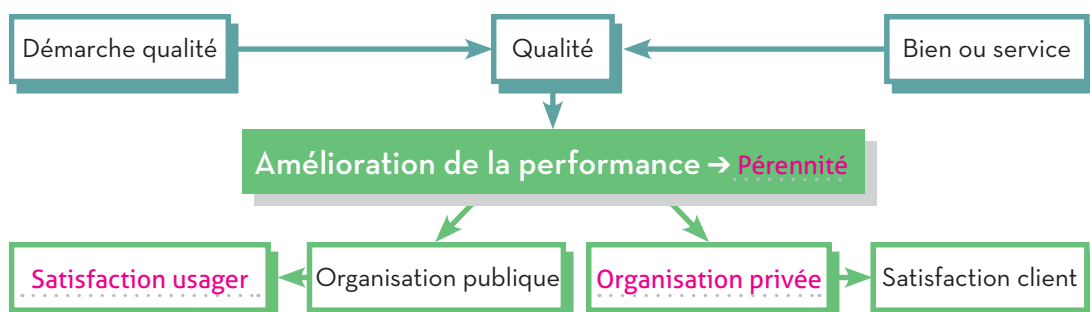 Démarche qualité
Qualité
Bien ou service
Amélioration de la performance ➔ Pérennité
Satisfaction usager
Organisation publique
Organisation privée
Satisfaction client